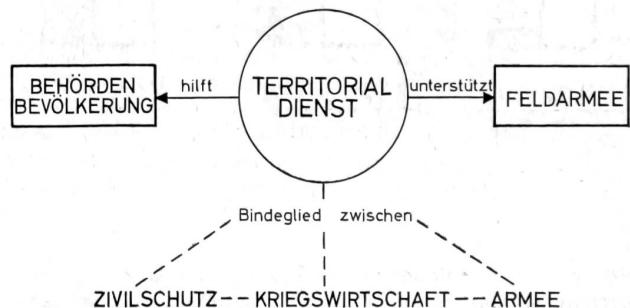 BEHÖRDEN
BEVÖLKERUNG
hilft
TERRITORIAL
DIENST
unterstützt
FELDARMEE
Bindeglied zwischen
ZIVILSCHUTZ -- KRIEGSWIRTSCHAFT -- ARMEE